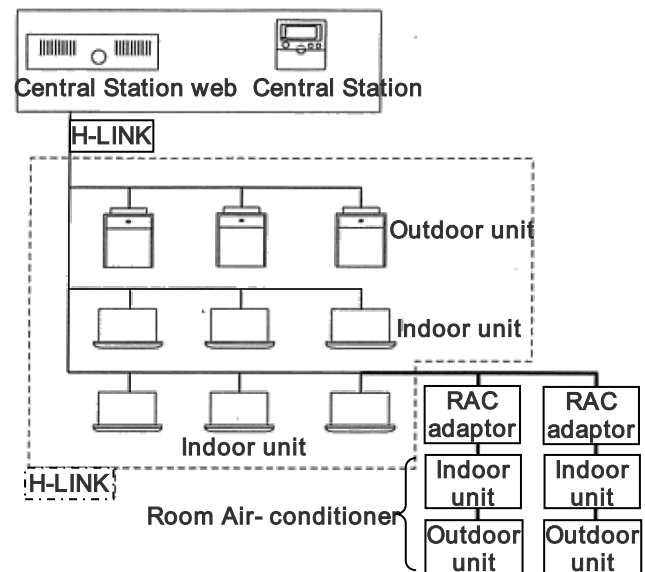 Central Station web Central Station
H-LINK
Outdoor unit
Indoor unit
RAC
adaptor
RAC
adaptor
Indoor unit
Indoor
unit
Indoor
unit
H-LINK
Room Air- conditioner
Outdoor
unit
Outdoor
unit